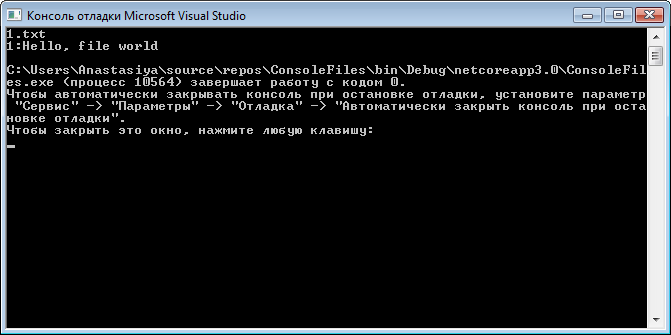 Консоль отладки Microsoft Visual Studio
1.txt
1:Hello, file world
C:\Users\Anastasiya\source\repos\ConsoleFiles\bin\Debug\netcoreapp3.0\ConsoleFil
es.exe (процесс 10564) завершает работу с кодом 0.
Чтобы автоматически закрывать консоль при остановке отладки, установите параметр
"Сервис" -> "Параметры" -> "Отладка" -> "Автоматически закрыть консоль при оста
новке отладки".
Чтобы закрыть это окно, нажмите любую клавишу: